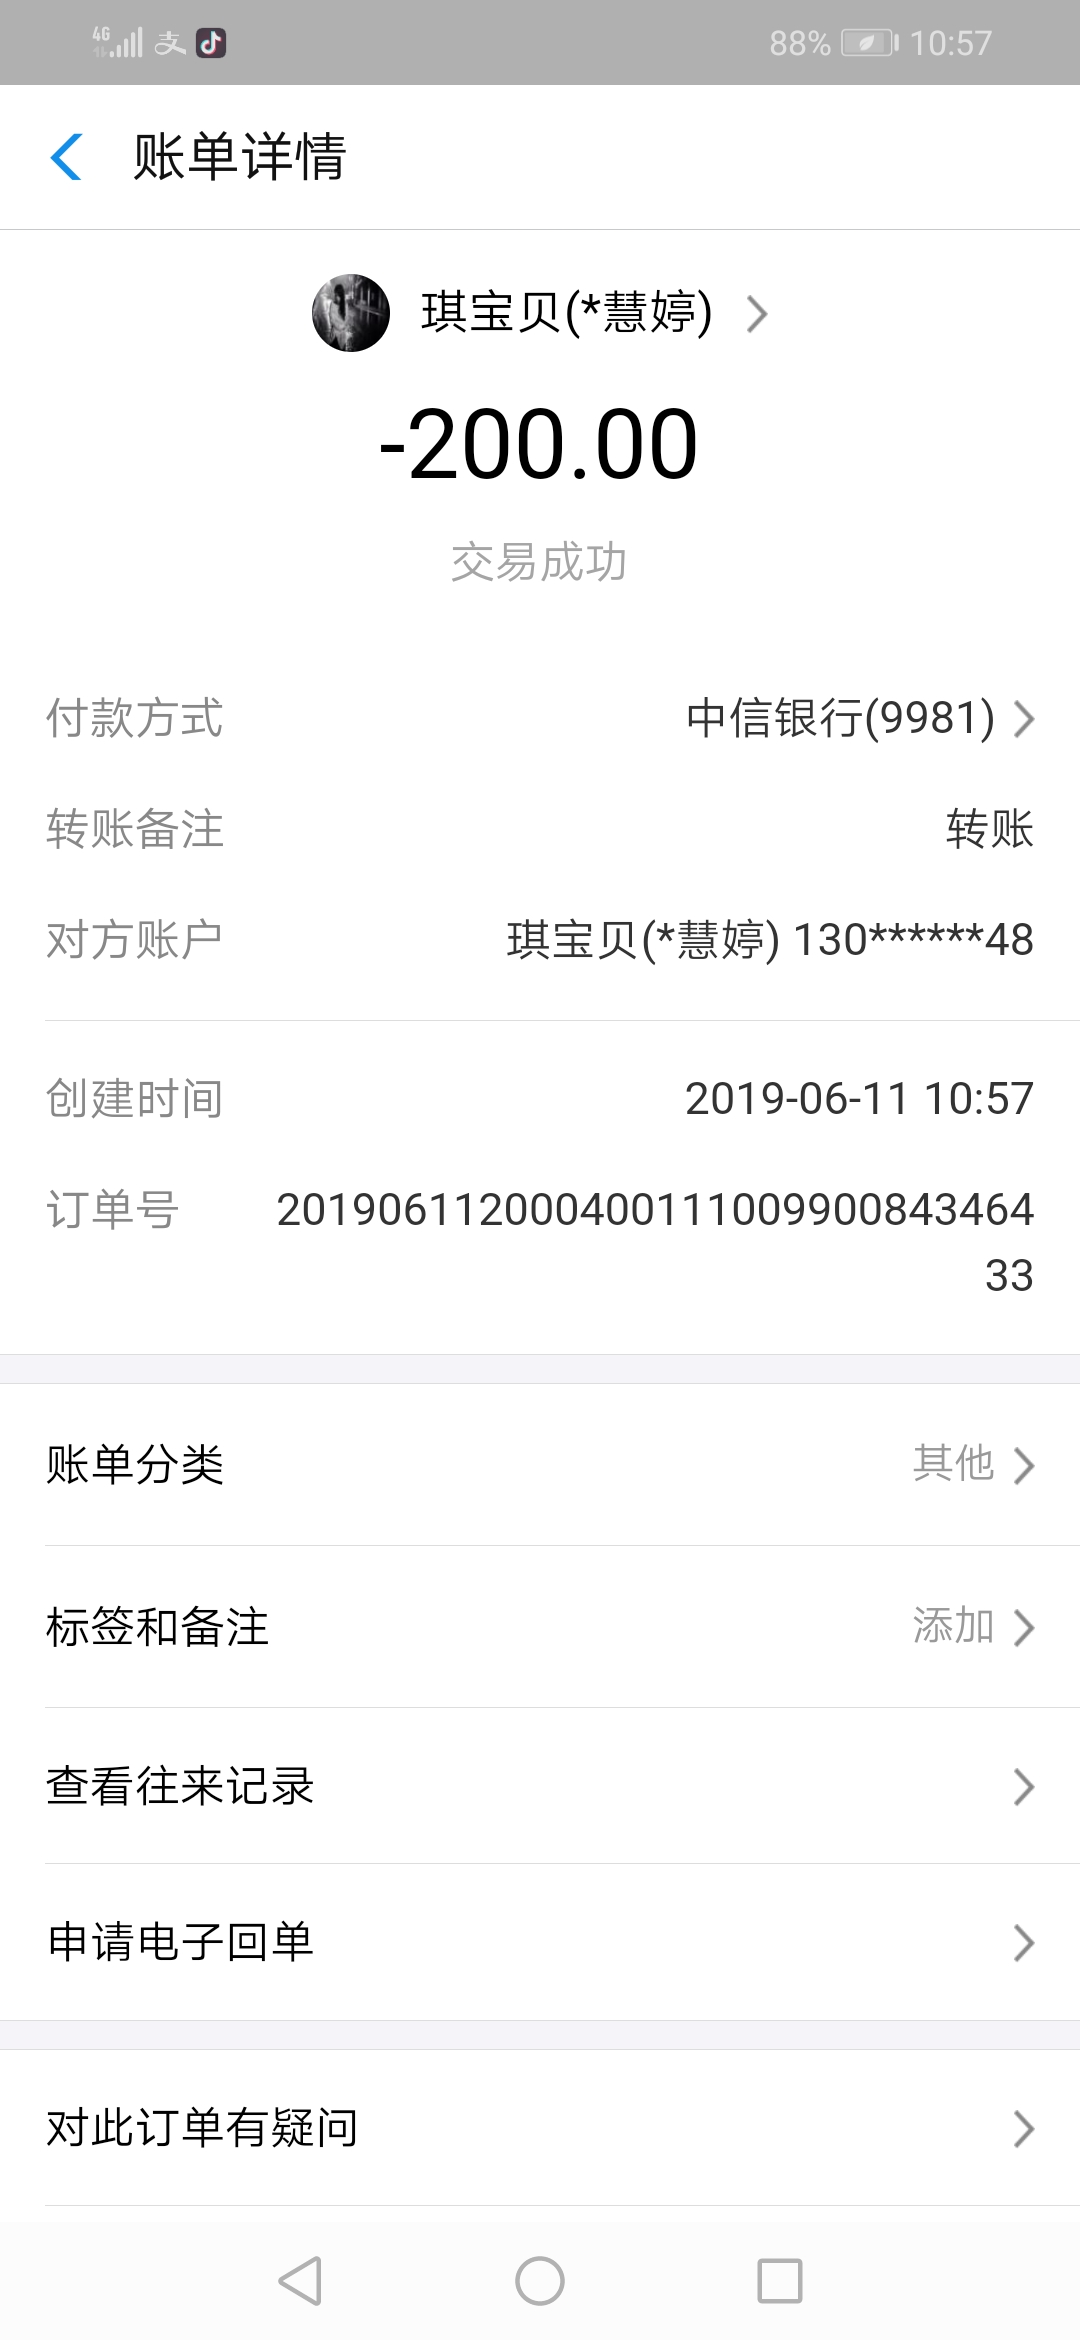 4G 支 88% 10:57
账单详情
琪宝贝(*慧婷)
-200.00
交易成功
付款方式 中信银行(9981)
转账备注 转账
对方账户 琪宝贝(*慧婷) 130******48
创建时间 2019-06-11 10:57
订单号 201906112000400111009900843464
33
账单分类 其他
标签和备注 添加
查看往来记录
申请电子回单
对此订单有疑问